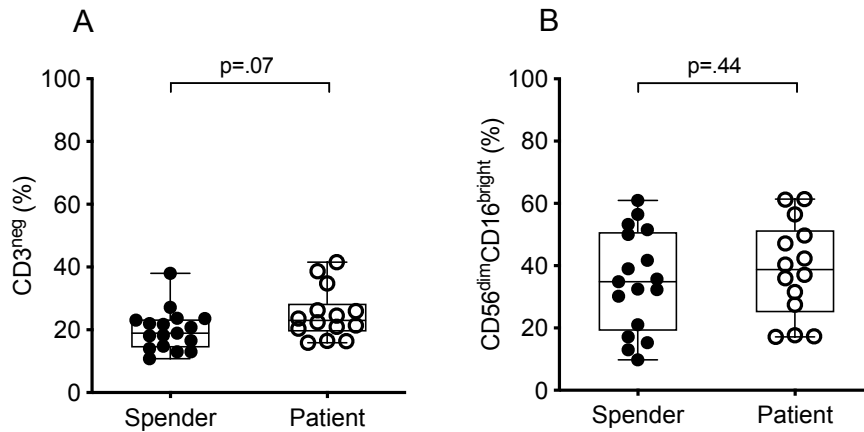 A
p=.07
CD3neg (%)
100
80
60
40
20
0
Spender
Patient
B
p=.44
CD56dimCD16bright (%)
100
80
60
40
20
0
Spender
Patient